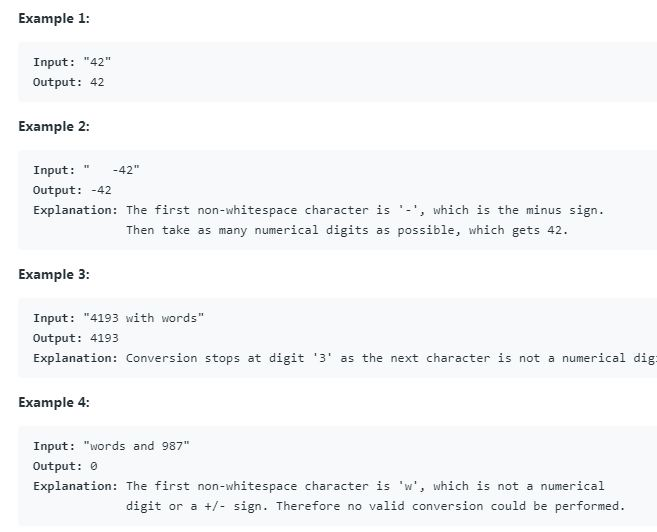 Example 1:
Input: "42"
Output: 42
Example 2:
Input: "   -42"
Output: -42
Explanation: The first non-whitespace character is '-', which is the minus sign.
Then take as many numerical digits as possible, which gets 42.
Example 3:
Input: "4193 with words"
Output: 4193
Explanation: Conversion stops at digit '3' as the next character is not a numerical
Example 4:
Input: "words and 987"
Output: 0
Explanation: The first non-whitespace character is 'w', which is not a numerical
digit or a +/- sign. Therefore no valid conversion could be performed.